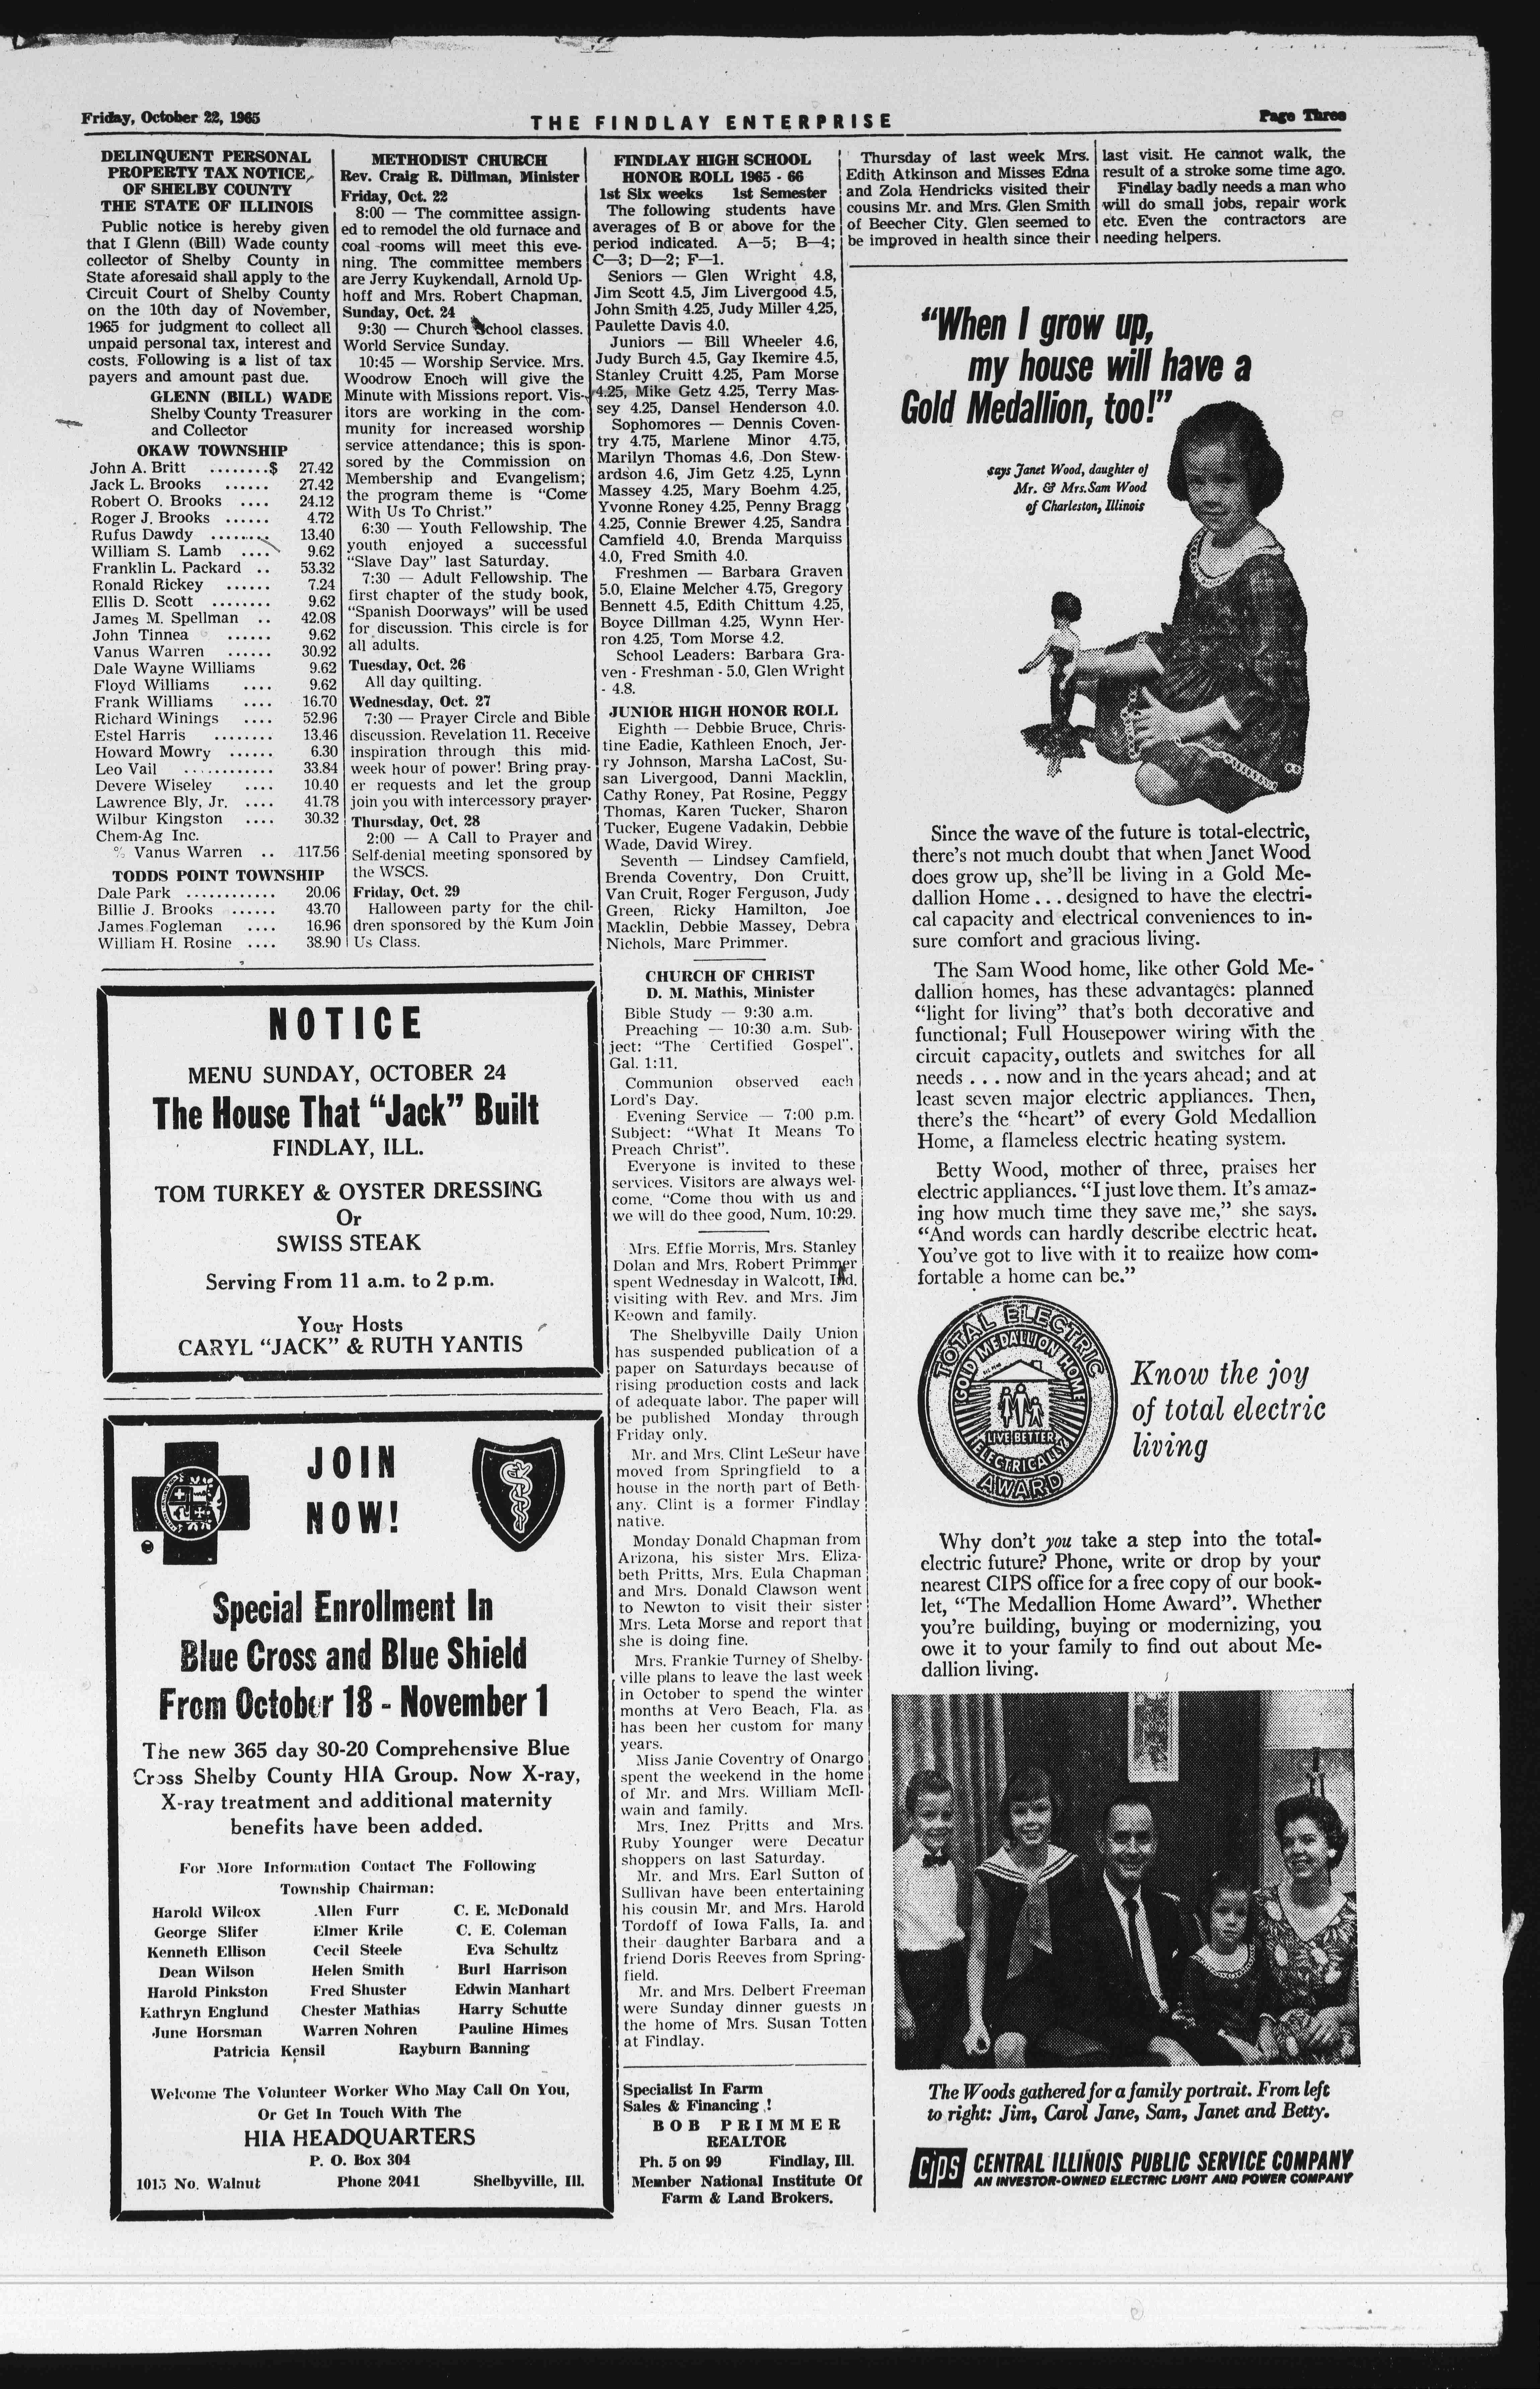 Friday, October 22, 1965
THE FINDLAY ENTERPRISE
Page Three
DELINQUENT PERSONAL
PROPERTY TAX NOTICE,
OF SHELBY COUNTY
THE STATE OF ILLINOIS
Public notice is hereby given
that I Glenn (Bill) Wade county
collector of Shelby County in
State aforesaid shall apply to the
Circuit Court of Shelby County
on the 10th day of November,
1965 for judgment to collect all
unpaid personal tax, interest and
costs. Following is a list of tax
payers and amount past due.
GLENN (BILL) WADE
Shelby County Treasurer
and Collector
OKAW TOWNSHIP
John A. Britt ........$ 27.42
Jack L. Brooks ...... 27.42
Robert O. Brooks .... 24.12
Roger J. Brooks ...... 4.72
Rufus Dawdy ........ 13.40
William S. Lamb .... 9.62
Franklin L. Packard .. 53.32
Ronald Rickey ...... 7.24
Ellis D. Scott ........ 9.62
James M. Spellman .. 42.08
John Tinnea ...... 9.62
Vanus Warren ...... 30.92
Dale Wayne Williams 9.62
Floyd Williams .... 9.62
Frank Williams .... 16.70
Richard Winings .... 52.96
Estel Harris ........ 13.46
Howard Mowry ...... 6.30
Leo Vail ............ 33.84
Devere Wiseley .... 10.40
Lawrence Bly, Jr. .... 41.78
Wilbur Kingston .... 30.32
Chem-Ag Inc.
% Vanus Warren .. 117.56
TODDS POINT TOWNSHIP
Dale Park ............ 20.06
Billie J. Brooks ...... 43.70
James Fogleman .... 16.96
William H. Rosine .... 38.90
METHODIST CHURCH
Rev. Craig R. Dillman, Minister
Friday, Oct. 22
8:00 — The committee assign-
ed to remodel the old furnace and
coal rooms will meet this eve-
ning. The committee members
are Jerry Kuykendall, Arnold Up-
hoff and Mrs. Robert Chapman.
Sunday, Oct. 24
9:30 — Church School classes.
World Service Sunday.
10:45 — Worship Service. Mrs.
Woodrow Enoch will give the
Minute with Missions report. Vis-
itors are working in the com-
munity for increased worship
service attendance; this is spon-
sored by the Commission on
Membership and Evangelism;
the program theme is "Come
With Us To Christ."
6:30 — Youth Fellowship. The
youth enjoyed a successful
"Slave Day" last Saturday.
7:30 — Adult Fellowship. The
first chapter of the study book,
"Spanish Doorways" will be used
for discussion. This circle is for
all adults.
Tuesday, Oct. 26
All day quilting.
Wednesday, Oct. 27
7:30 — Prayer Circle and Bible
discussion. Revelation 11. Receive
inspiration through this mid-
week hour of power! Bring pray-
er requests and let the group
join you with intercessory prayer.
Thursday, Oct. 28
2:00 — A Call to Prayer and
Self-denial meeting sponsored by
the WSCS.
Friday, Oct. 29
Halloween party for the chil-
dren sponsored by the Kum Join
Us Class.
NOTICE
MENU SUNDAY, OCTOBER 24
The House That "Jack" Built
FINDLAY, ILL.
TOM TURKEY & OYSTER DRESSING
Or
SWISS STEAK
Serving From 11 a.m. to 2 p.m.
Your Hosts
CARYL "JACK" & RUTH YANTIS
JOIN
NOW!
Special Enrollment In
Blue Cross and Blue Shield
From October 18 - November 1
The new 365 day 80-20 Comprehensive Blue
Cross Shelby County HIA Group. Now X-ray,
X-ray treatment and additional maternity
benefits have been added.
For More Information Contact The Following
Township Chairman:
Harold Wilcox Allen Furr C. E. McDonald
George Slifer Elmer Krile C. E. Coleman
Kenneth Ellison Cecil Steele Eva Schultz
Dean Wilson Helen Smith Burl Harrison
Harold Pinkston Fred Shuster Edwin Manhart
Kathryn Englund Chester Mathias Harry Schutte
June Horsman Warren Nohren Pauline Himes
Patricia Kensil Rayburn Banning
Welcome The Volunteer Worker Who May Call On You,
Or Get In Touch With The
HIA HEADQUARTERS
P. O. Box 304
1015 No. Walnut Phone 2041 Shelbyville, Ill.
FINDLAY HIGH SCHOOL
HONOR ROLL 1965 - 66
1st Six weeks 1st Semester
The following students have
averages of B or above for the
period indicated. A—5; B—4;
C—3; D—2; F—1.
Seniors — Glen Wright 4.8,
Jim Scott 4.5, Jim Livergood 4.5,
John Smith 4.25, Judy Miller 4.25,
Paulette Davis 4.0.
Juniors — Bill Wheeler 4.6,
Judy Burch 4.5, Gay Ikemire 4.5,
Stanley Cruitt 4.25, Pam Morse
4.25, Mike Getz 4.25, Terry Mas-
sey 4.25, Dansel Henderson 4.0.
Sophomores — Dennis Coven-
try 4.75, Marlene Minor 4.75,
Marilyn Thomas 4.6, Don Stew-
ardson 4.6, Jim Getz 4.25, Lynn
Massey 4.25, Mary Boehm 4.25,
Yvonne Roney 4.25, Penny Bragg
4.25, Connie Brewer 4.25, Sandra
Camfield 4.0, Brenda Marquiss
4.0, Fred Smith 4.0.
Freshmen — Barbara Graven
5.0, Elaine Melcher 4.75, Gregory
Bennett 4.5, Edith Chittum 4.25,
Boyce Dillman 4.25, Wynn Her-
ron 4.25, Tom Morse 4.2.
School Leaders: Barbara Gra-
ven - Freshman - 5.0, Glen Wright
- 4.8.
JUNIOR HIGH HONOR ROLL
Eighth — Debbie Bruce, Chris-
tine Eadie, Kathleen Enoch, Jer-
ry Johnson, Marsha LaCost, Su-
san Livergood, Danni Macklin,
Cathy Roney, Pat Rosine, Peggy
Thomas, Karen Tucker, Sharon
Tucker, Eugene Vadakin, Debbie
Wade, David Wirey.
Seventh — Lindsey Camfield,
Brenda Coventry, Don Cruitt,
Van Cruit, Roger Ferguson, Judy
Green, Ricky Hamilton, Joe
Macklin, Debbie Massey, Debra
Nichols, Marc Primmer.
CHURCH OF CHRIST
D. M. Mathis, Minister
Bible Study — 9:30 a.m.
Preaching — 10:30 a.m. Sub-
ject: "The Certified Gospel".
Gal. 1:11.
Communion observed each
Lord's Day.
Evening Service — 7:00 p.m.
Subject: "What It Means To
Preach Christ".
Everyone is invited to these
services. Visitors are always wel-
come. "Come thou with us and
we will do thee good, Num. 10:29.
Mrs. Effie Morris, Mrs. Stanley
Dolan and Mrs. Robert Primmer
spent Wednesday in Walcott, Ind.
visiting with Rev. and Mrs. Jim
Keown and family.
The Shelbyville Daily Union
has suspended publication of a
paper on Saturdays because of
rising production costs and lack
of adequate labor. The paper will
be published Monday through
Friday only.
Mr. and Mrs. Clint LeSeur have
moved from Springfield to a
house in the north part of Beth-
any. Clint is a former Findlay
native.
Monday Donald Chapman from
Arizona, his sister Mrs. Eliza-
beth Pritts, Mrs. Eula Chapman
and Mrs. Donald Clawson went
to Newton to visit their sister
Mrs. Leta Morse and report that
she is doing fine.
Mrs. Frankie Turney of Shelby-
ville plans to leave the last week
in October to spend the winter
months at Vero Beach, Fla. as
has been her custom for many
years.
Miss Janie Coventry of Onargo
spent the weekend in the home
of Mr. and Mrs. William McIl-
wain and family.
Mrs. Inez Pritts and Mrs.
Ruby Younger were Decatur
shoppers on last Saturday.
Mr. and Mrs. Earl Sutton of
Sullivan have been entertaining
his cousin Mr. and Mrs. Harold
Tordoff of Iowa Falls, Ia. and
their daughter Barbara and a
friend Doris Reeves from Spring-
field.
Mr. and Mrs. Delbert Freeman
were Sunday dinner guests in
the home of Mrs. Susan Totten
at Findlay.
Specialist In Farm
Sales & Financing !
BOB PRIMMER
REALTOR
Ph. 5 on 99 Findlay, Ill.
Member National Institute Of
Farm & Land Brokers.
Thursday of last week Mrs.
Edith Atkinson and Misses Edna
and Zola Hendricks visited their
cousins Mr. and Mrs. Glen Smith
of Beecher City. Glen seemed to
be improved in health since their
last visit. He cannot walk, the
result of a stroke some time ago.
Findlay badly needs a man who
will do small jobs, repair work
etc. Even the contractors are
needing helpers.
"When I grow up,
my house will have a
Gold Medallion, too!"
says Janet Wood, daughter of
Mr. & Mrs. Sam Wood
of Charleston, Illinois
Since the wave of the future is total-electric,
there's not much doubt that when Janet Wood
does grow up, she'll be living in a Gold Me-
dallion Home . . . designed to have the electri-
cal capacity and electrical conveniences to in-
sure comfort and gracious living.
The Sam Wood home, like other Gold Me-
dallion homes, has these advantages: planned
"light for living" that's both decorative and
functional; Full Housepower wiring with the
circuit capacity, outlets and switches for all
needs . . . now and in the years ahead; and at
least seven major electric appliances. Then,
there's the "heart" of every Gold Medallion
Home, a flameless electric heating system.
Betty Wood, mother of three, praises her
electric appliances. "I just love them. It's amaz-
ing how much time they save me," she says.
"And words can hardly describe electric heat.
You've got to live with it to realize how com-
fortable a home can be."
TOTAL ELECTRIC
GOLD MEDALLION HOME
LIVE BETTER
ELECTRICALLY
AWARD
Know the joy
of total electric
living
Why don't you take a step into the total-
electric future? Phone, write or drop by your
nearest CIPS office for a free copy of our book-
let, "The Medallion Home Award". Whether
you're building, buying or modernizing, you
owe it to your family to find out about Me-
dallion living.
The Woods gathered for a family portrait. From left
to right: Jim, Carol Jane, Sam, Janet and Betty.
CIPS CENTRAL ILLINOIS PUBLIC SERVICE COMPANY
AN INVESTOR-OWNED ELECTRIC LIGHT AND POWER COMPANY